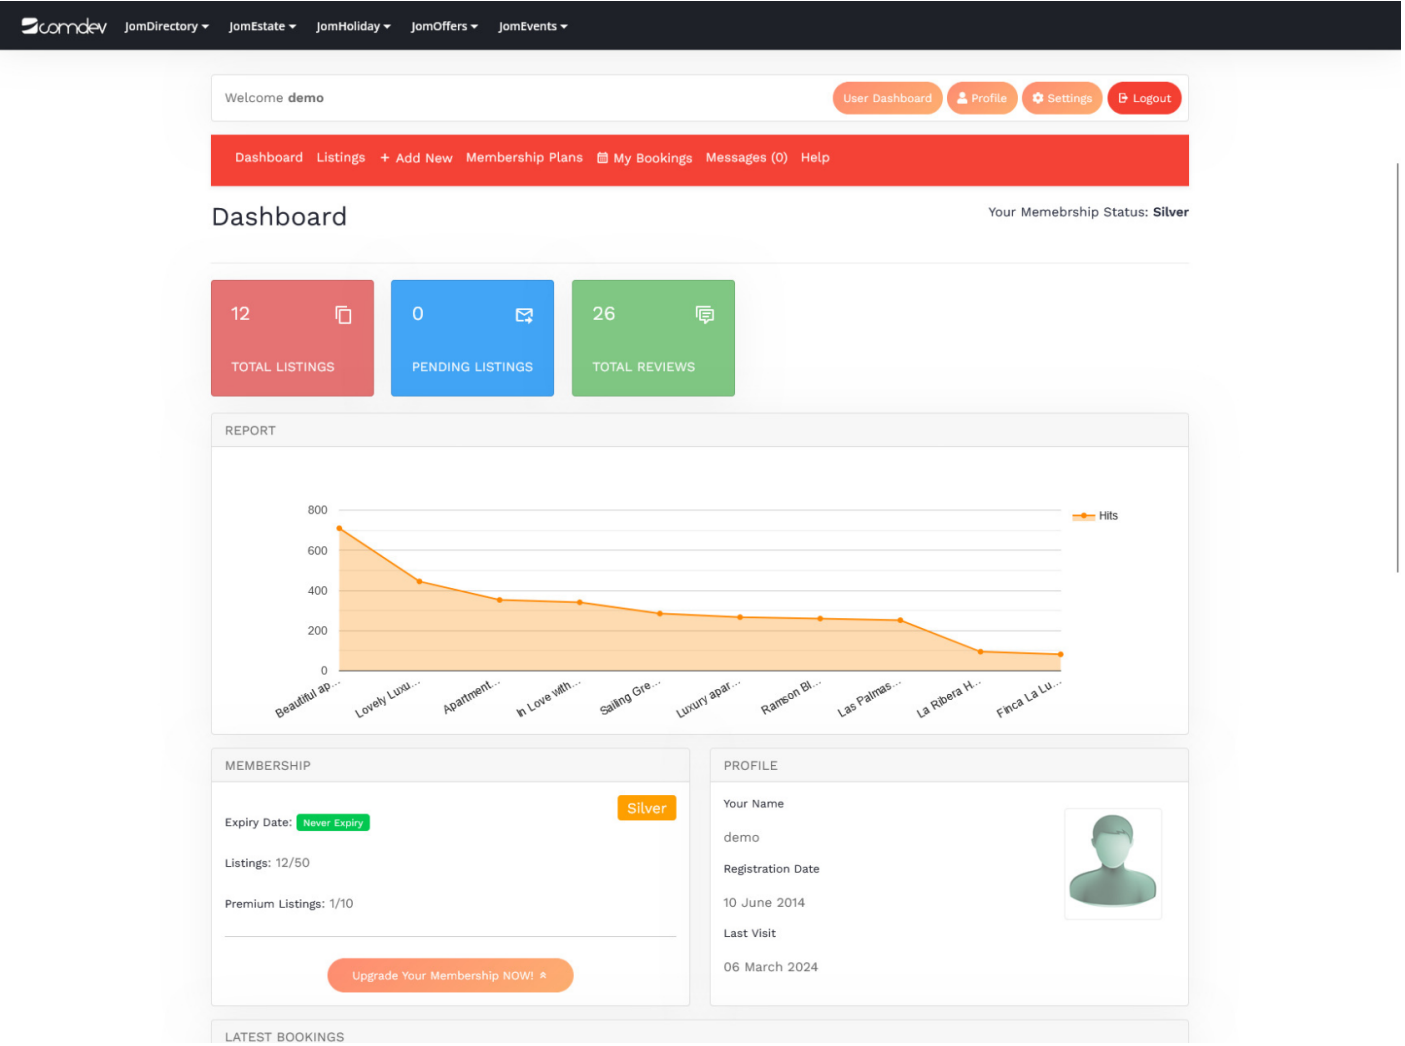 comdev JomDirectory JomEstate JomHoliday JomOffers JomEvents
Welcome demo User Dashboard Profile Settings Logout
Dashboard Listings + Add New Membership Plans My Bookings Messages (0) Help
Dashboard Your Memebrship Status: Silver
12 0 26
TOTAL LISTINGS PENDING LISTINGS TOTAL REVIEWS
REPORT
800
600
400
200
0
Hits
Beautiful ap... Lovely Luxu... Apartment... In Love with... Sailing Gre... Luxury apar... Ramson Bl... Las Palmas... La Ribera H... Finca La Lu...
MEMBERSHIP
Silver
Expiry Date: Never Expiry
Listings: 12/50
Premium Listings: 1/10
Upgrade Your Membership NOW!
PROFILE
Your Name
demo
Registration Date
10 June 2014
Last Visit
06 March 2024
LATEST BOOKINGS